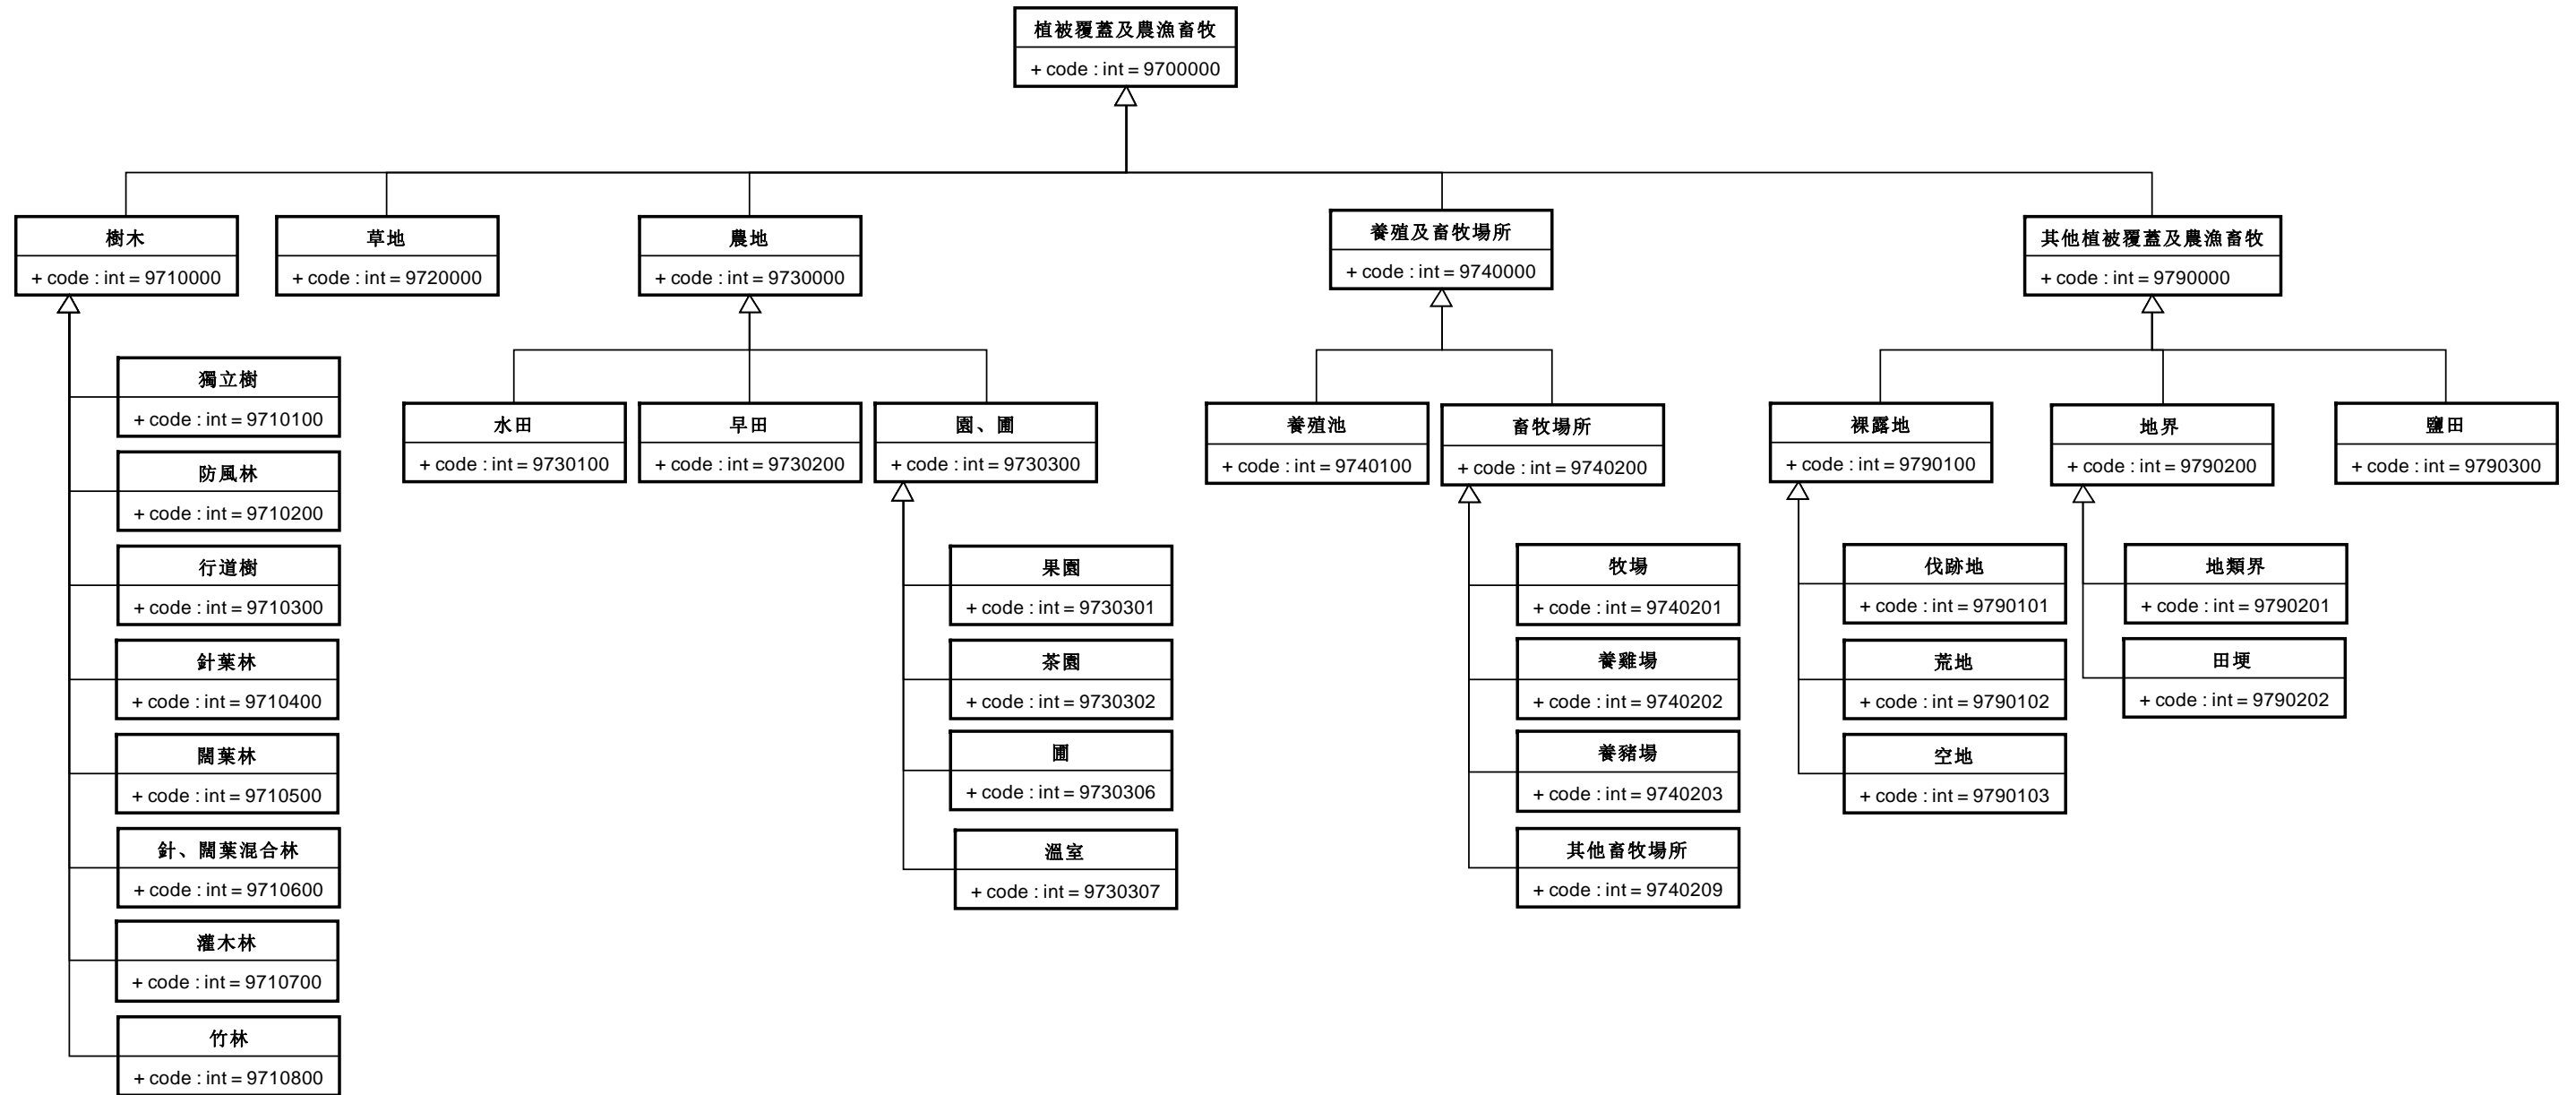 植被覆蓋及農漁畜牧
+ code : int = 9700000
樹木
+ code : int = 9710000
草地
+ code : int = 9720000
農地
+ code : int = 9730000
養殖及畜牧場所
+ code : int = 9740000
其他植被覆蓋及農漁畜牧
+ code : int = 9790000
獨立樹
+ code : int = 9710100
防風林
+ code : int = 9710200
行道樹
+ code : int = 9710300
針葉林
+ code : int = 9710400
闊葉林
+ code : int = 9710500
針、闊葉混合林
+ code : int = 9710600
灌木林
+ code : int = 9710700
竹林
+ code : int = 9710800
水田
+ code : int = 9730100
早田
+ code : int = 9730200
園、圃
+ code : int = 9730300
果園
+ code : int = 9730301
茶園
+ code : int = 9730302
圃
+ code : int = 9730306
溫室
+ code : int = 9730307
養殖池
+ code : int = 9740100
畜牧場所
+ code : int = 9740200
牧場
+ code : int = 9740201
養雞場
+ code : int = 9740202
養豬場
+ code : int = 9740203
其他畜牧場所
+ code : int = 9740209
裸露地
+ code : int = 9790100
伐跡地
+ code : int = 9790101
荒地
+ code : int = 9790102
空地
+ code : int = 9790103
地界
+ code : int = 9790200
地類界
+ code : int = 9790201
田埂
+ code : int = 9790202
鹽田
+ code : int = 9790300